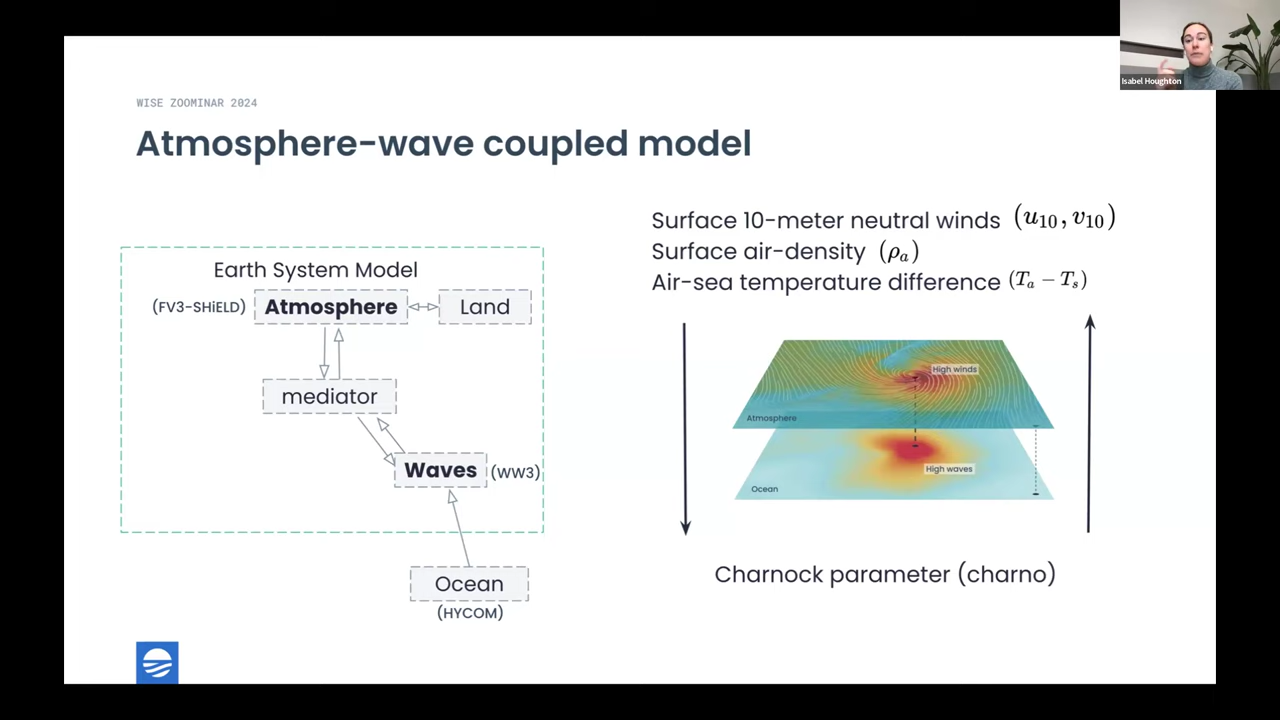 Isabel Houghton
WISE ZOOMINAR 2024
Atmosphere-wave coupled model
Earth System Model
(FV3-SHiELD)
Atmosphere
Land
mediator
Waves
(WW3)
Ocean
(HYCOM)
Surface 10-meter neutral winds (u₁₀, v₁₀)
Surface air-density (ρₐ)
Air-sea temperature difference (Tₐ − Tₛ)
High winds
Atmosphere
High waves
Ocean
Charnock parameter (charno)